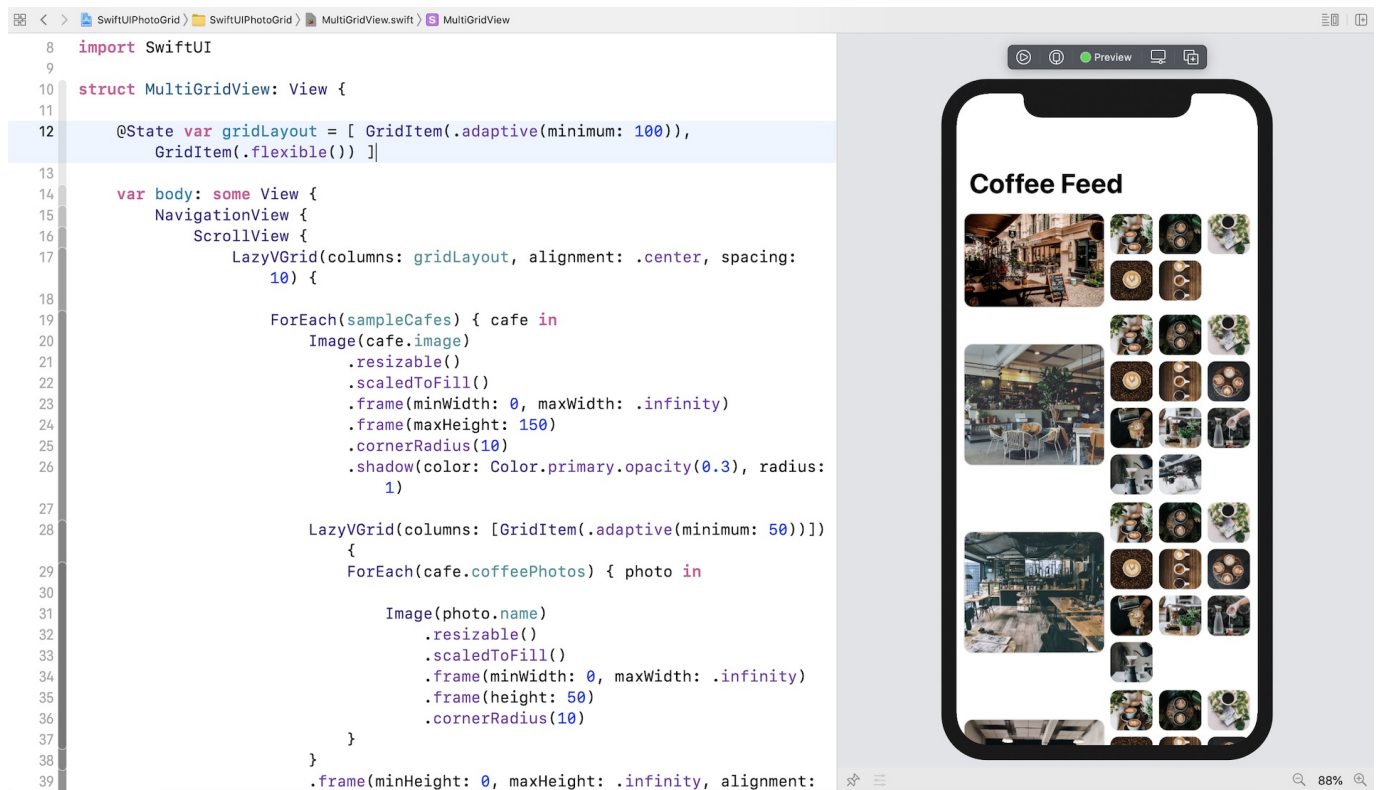 SwiftUIPhotoGrid 〉 SwiftUIPhotoGrid 〉 MultiGridView.swift 〉 S MultiGridView
8 import SwiftUI
9
10 struct MultiGridView: View {
11
12 @State var gridLayout = [ GridItem(.adaptive(minimum: 100)),
GridItem(.flexible()) ]
13
14 var body: some View {
15 NavigationView {
16 ScrollView {
17 LazyVGrid(columns: gridLayout, alignment: .center, spacing:
10) {
18
19 ForEach(sampleCafes) { cafe in
20 Image(cafe.image)
21 .resizable()
22 .scaledToFill()
23 .frame(minWidth: 0, maxWidth: .infinity)
24 .frame(maxHeight: 150)
25 .cornerRadius(10)
26 .shadow(color: Color.primary.opacity(0.3), radius:
1)
27
28 LazyVGrid(columns: [GridItem(.adaptive(minimum: 50))])
{
29 ForEach(cafe.coffeePhotos) { photo in
30
31 Image(photo.name)
32 .resizable()
33 .scaledToFill()
34 .frame(minWidth: 0, maxWidth: .infinity)
35 .frame(height: 50)
36 .cornerRadius(10)
37 }
38 }
39 .frame(minHeight: 0, maxHeight: .infinity, alignment:
Preview
Coffee Feed
88%